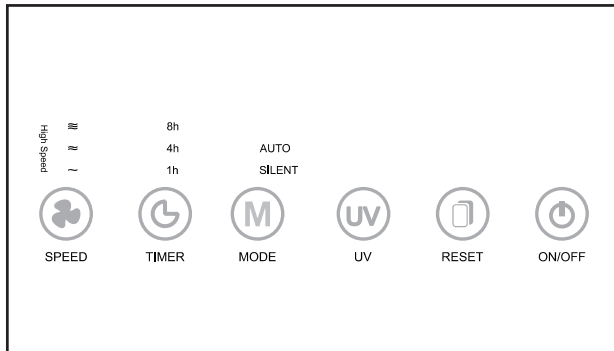 High Speed
8h
4h AUTO
1h SILENT
M UV
SPEED TIMER MODE UV RESET ON/OFF